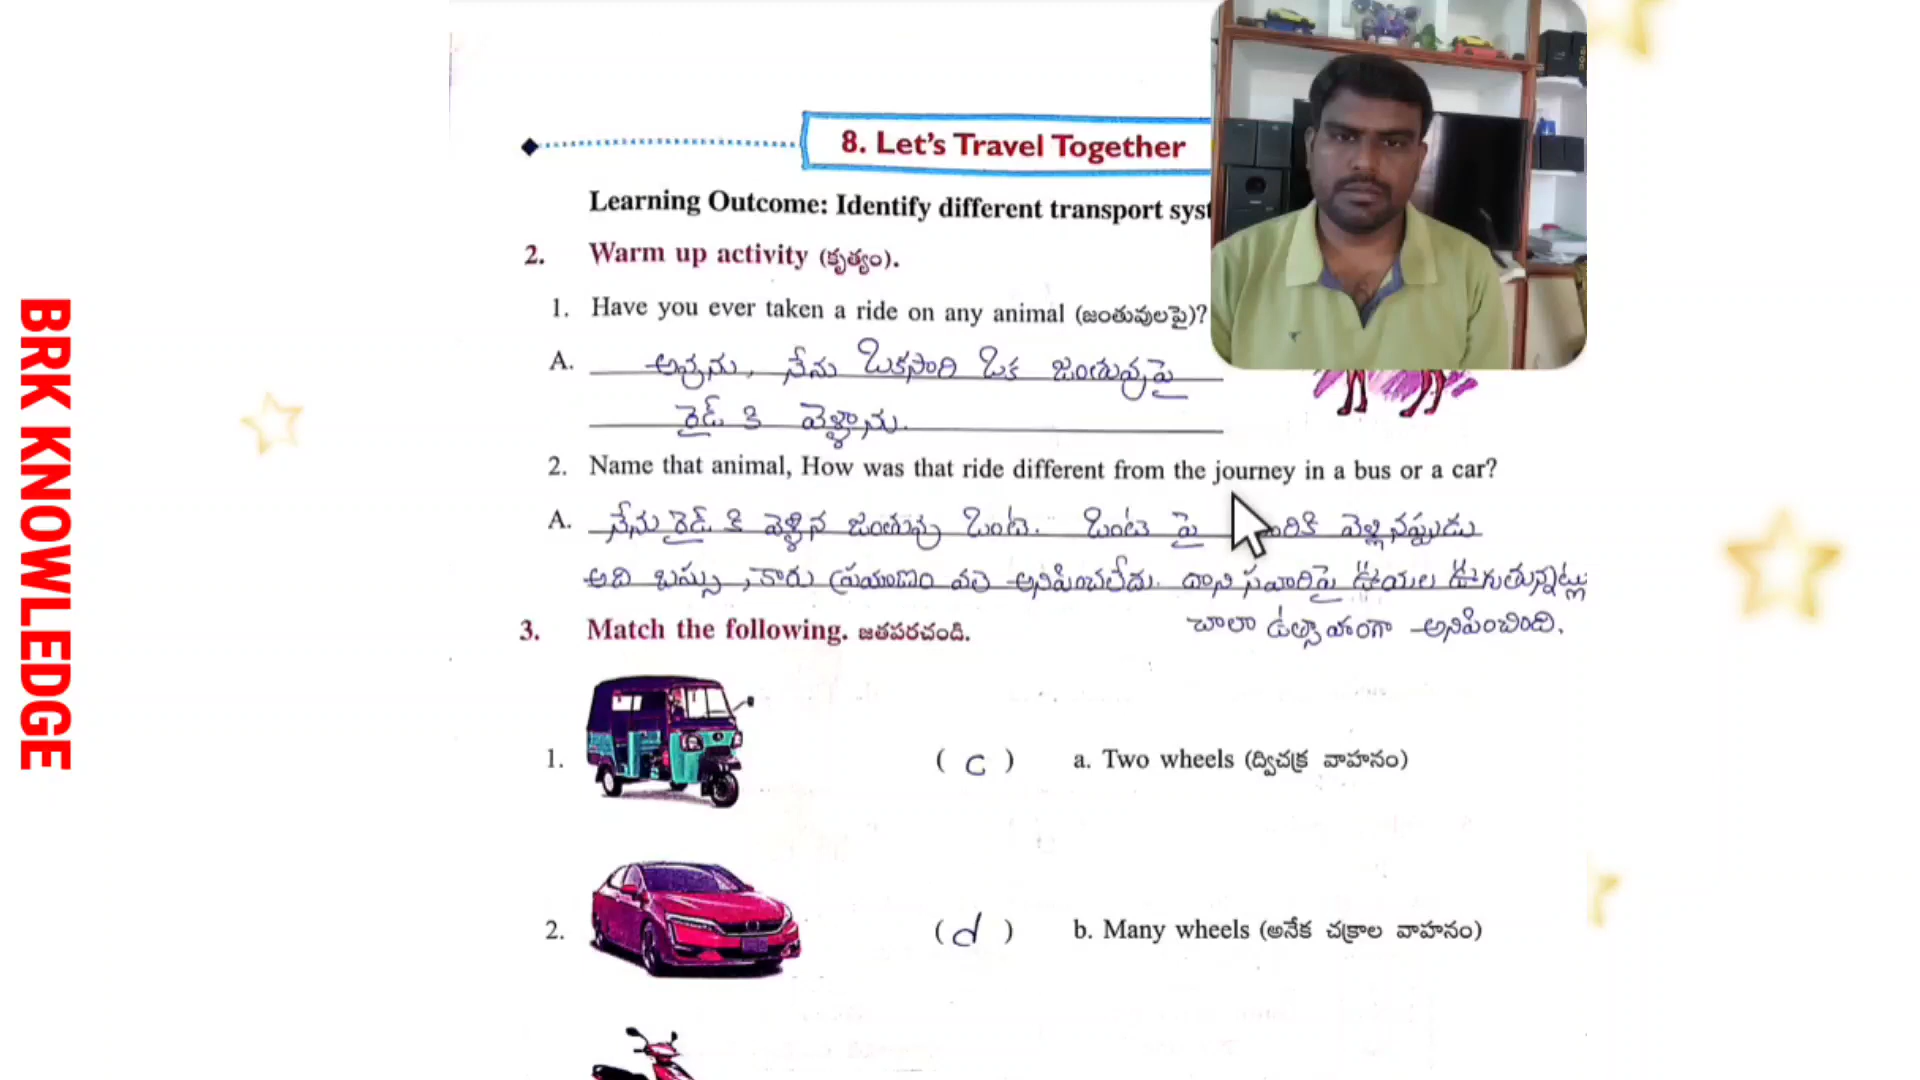 BRK KNOWLEDGE
8. Let's Travel Together
Learning Outcome: Identify different transport syst
2. Warm up activity (కృత్యం).
1. Have you ever taken a ride on any animal (జంతువులపై)?
A. అవును, నేను ఒకసారి ఒక జంతువుపై
రైడ్ కి వెళ్ళాను.
2. Name that animal, How was that ride different from the journey in a bus or a car?
A. నేను రైడ్ కి వెళ్ళిన జంతువు ఒంటె. ఒంటె పై వెళ్లినప్పుడు
అది బస్సు, కారు ప్రయాణం వలె అనిపించలేదు. దాని సవారిపై ఊయల ఊగుతున్నట్లు
చాలా ఉత్సాహంగా అనిపించింది.
3. Match the following. జతపరచండి.
1. ( c ) a. Two wheels (ద్విచక్ర వాహనం)
2. ( d ) b. Many wheels (అనేక చక్రాల వాహనం)